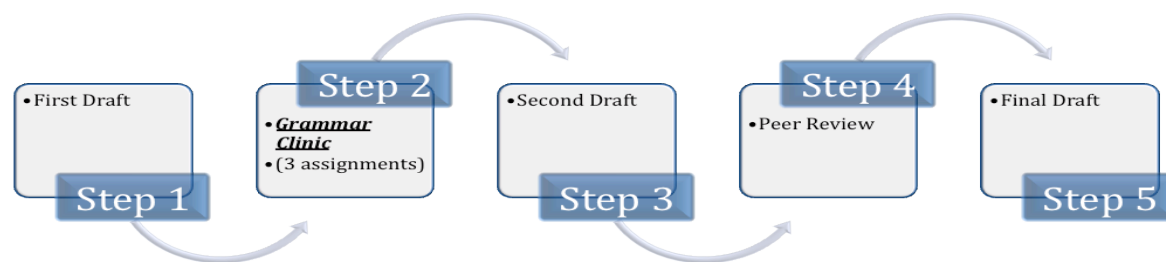 • First Draft
Step 1
Step 2
• Grammar
Clinic
• (3 assignments)
• Second Draft
Step 3
Step 4
• Peer Review
• Final Draft
Step 5